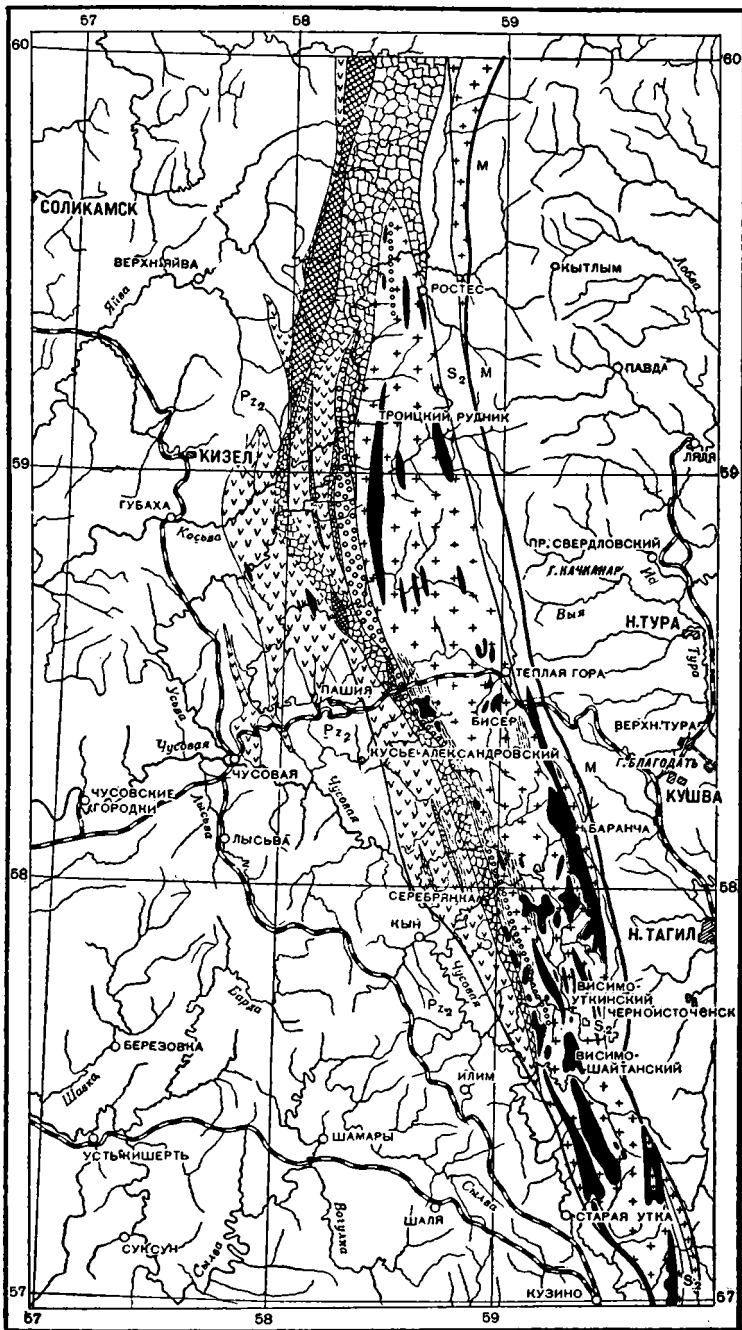 57
58
59
60
60
М
СОЛИКАМСК
ВЕРХН. ЯЙВА
Яйва
КЫТЛЫМ
Лобва
РОСТЕС
Pz2
S2
М
ПАВДА
ТРОИЦКИЙ РУДНИК
КИЗЕЛ
ЛЯЛЯ
59
59
ГУБАХА
Косьва
ПР. СВЕРДЛОВСКИЙ
Г. КАЧКАНАР
Ис
Выя
Н. ТУРА
Тура
ТЕПЛАЯ ГОРА
Усьва
ПАШИЯ
БИСЕР
ВЕРХН. ТУРА
Чусовая
Pz2
КУСЬЕ-АЛЕКСАНДРОВСКИЙ
М
Г. БЛАГОДАТЬ
ЧУСОВАЯ
КУШВА
ЧУСОВСКИЕ
ГОРОДКИ
Лысьва
Чусовая
Н. БАРАНЧА
ЛЫСЬВА
58
58
СЕРЕБРЯНКА
КЫН
Н. ТАГИЛ
Барда
Чусовая
Pz2
ВИСИМО-
УТКИНСКИЙ
ЧЕРНОИСТОЧЕНСК
S2
БЕРЕЗОВКА
ВИСИМО-
ШАЙТАНСКИЙ
Шаква
ИЛИМ
УСТЬ-КИШЕРТЬ
ШАМАРЫ
Сылва
Вогулка
ШАЛЯ
СТАРАЯ УТКА
СУКСУН
Сылва
S2
КУЗИНО
57
57
57
58
59